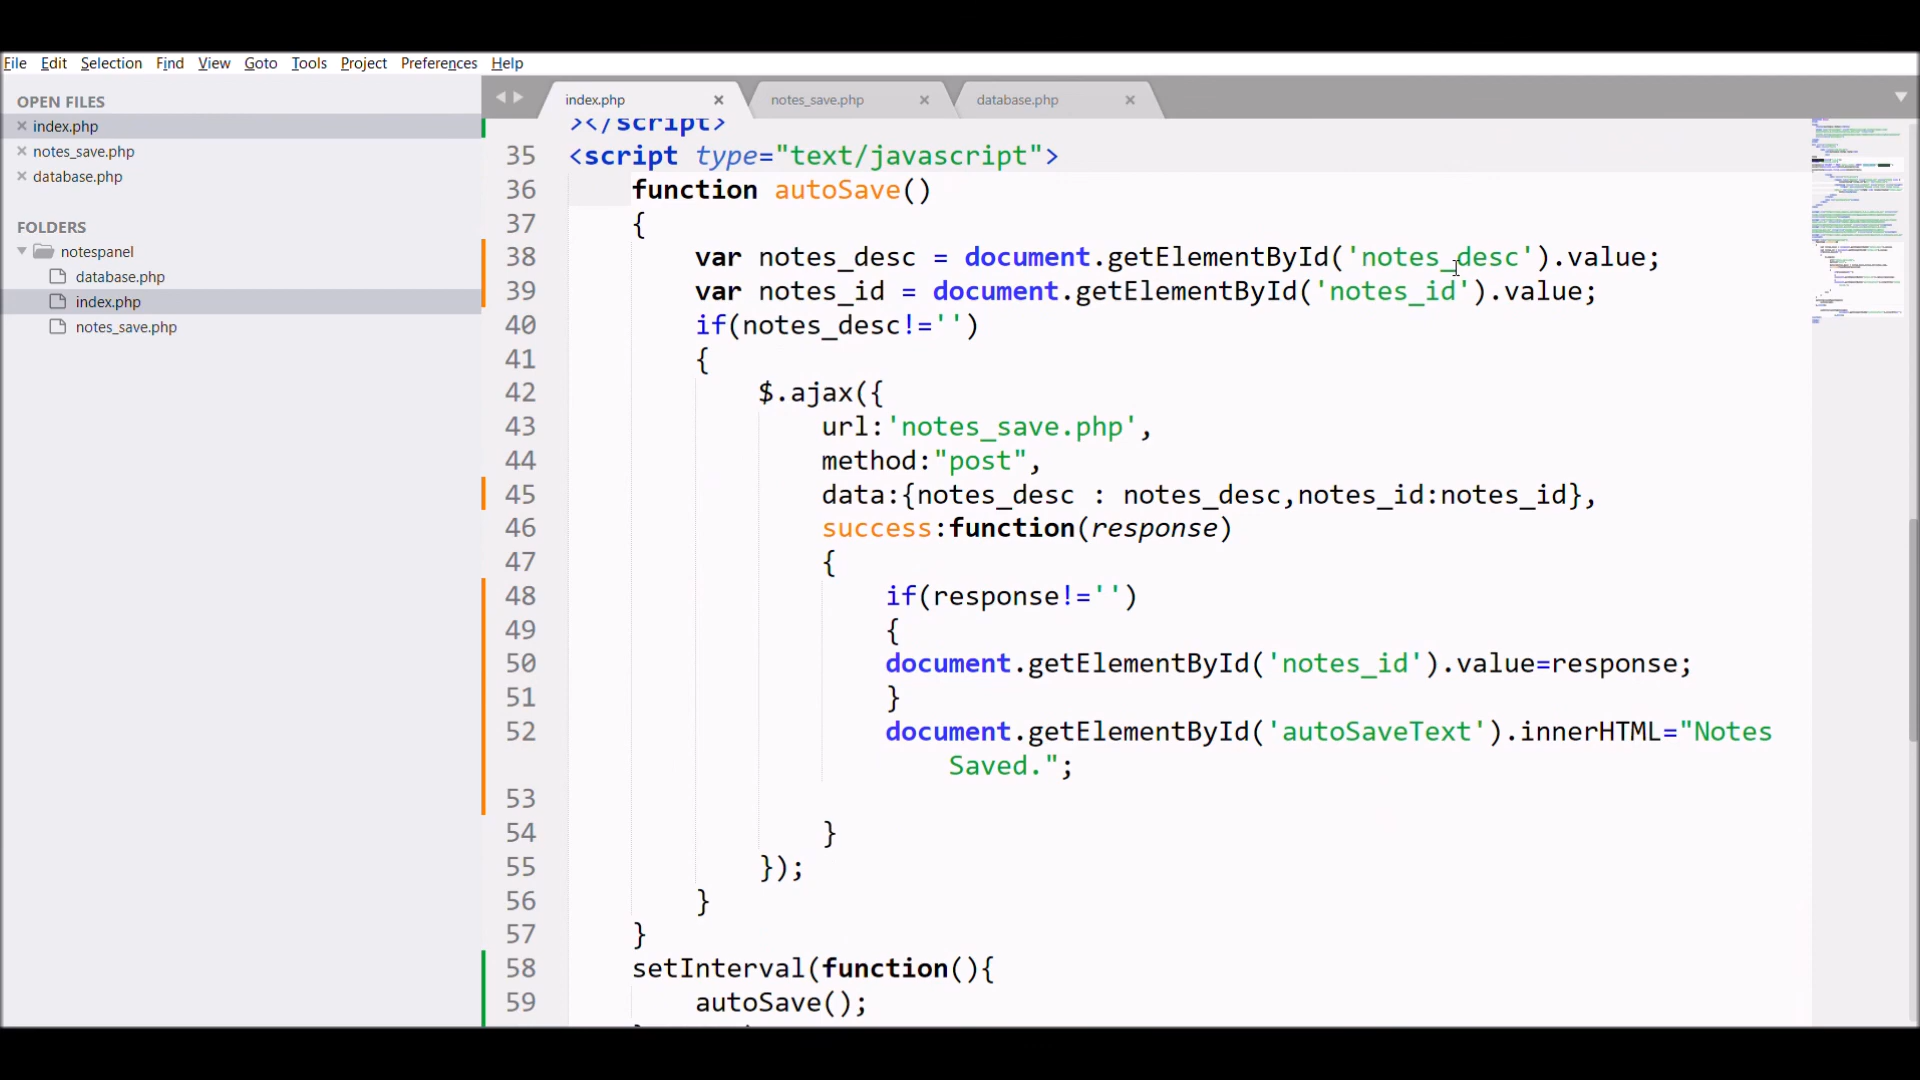 File Edit Selection Find View Goto Tools Project Preferences Help
OPEN FILES
index.php
notes_save.php
database.php
FOLDERS
notespanel
database.php
index.php
notes_save.php
index.php
notes_save.php
database.php
></script>
35 <script type="text/javascript">
36 function autoSave()
37 {
38 var notes_desc = document.getElementById('notes_desc').value;
39 var notes_id = document.getElementById('notes_id').value;
40 if(notes_desc!='')
41 {
42 $.ajax({
43 url:'notes_save.php',
44 method:"post",
45 data:{notes_desc : notes_desc,notes_id:notes_id},
46 success:function(response)
47 {
48 if(response!='')
49 {
50 document.getElementById('notes_id').value=response;
51 }
52 document.getElementById('autoSaveText').innerHTML="Notes
Saved.";
53
54 }
55 });
56 }
57 }
58 setInterval(function(){
59 autoSave();